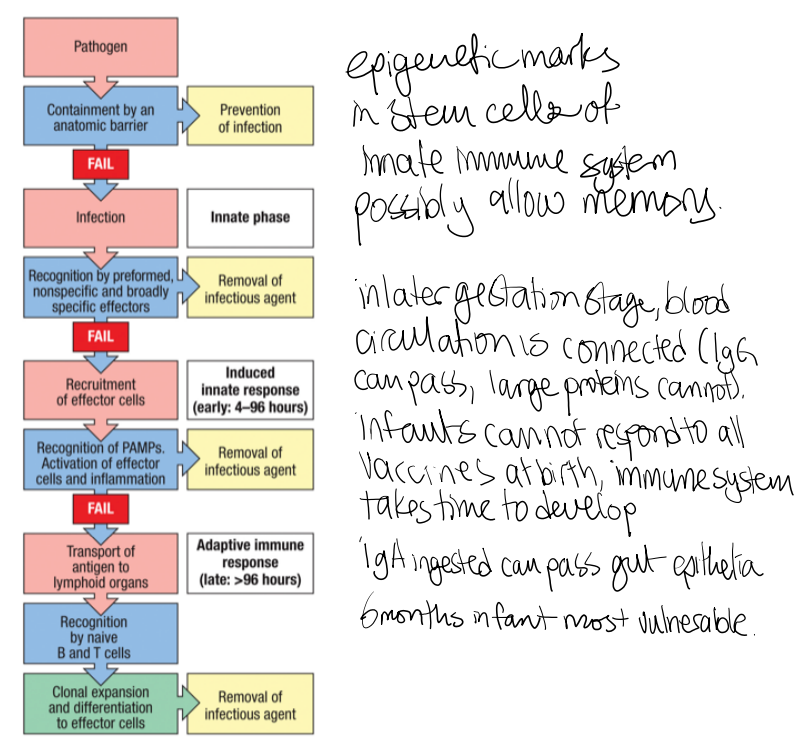 Pathogen
Containment by an
anatomic barrier
Prevention
of infection
FAIL
Infection
Innate phase
Recognition by preformed,
nonspecific and broadly
specific effectors
Removal of
infectious agent
FAIL
Recruitment
of effector cells
Induced
innate response
(early: 4–96 hours)
Recognition of PAMPs.
Activation of effector
cells and inflammation
Removal of
infectious agent
FAIL
Transport of
antigen to
lymphoid organs
Adaptive immune
response
(late: >96 hours)
Recognition
by naive
B and T cells
Clonal expansion
and differentiation
to effector cells
Removal of
infectious agent
epigenetic marks
in stem cells of
innate immune system
possibly allow memory.
in later gestation stage, blood
circulation is connected (IgG
can pass, large proteins cannot).
infants cannot respond to all
vaccines at birth, immune system
takes time to develop
IgA ingested can pass gut epithelia
6 months infant most vulnerable.